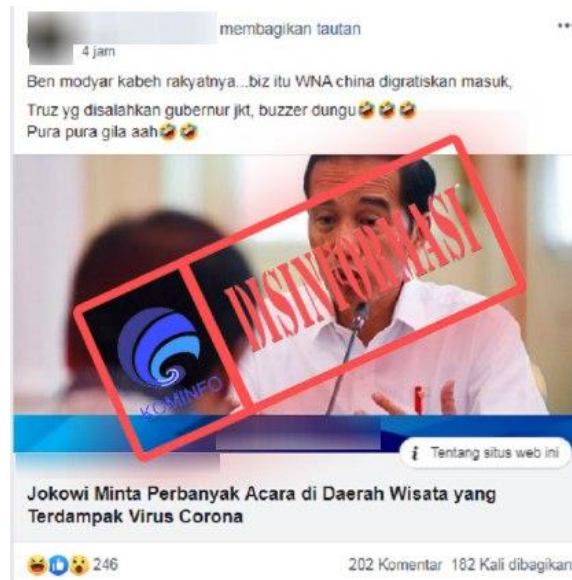 membagikan tautan
4 jam
Ben modyar kabeh rakyatnya...biz itu WNA china digratiskan masuk,
Truz yg disalahkan gubernur jkt, buzzer dungu🤣🤣🤣
Pura pura gila aah🤣🤣
DISINFORMASI
KOMINFO
i Tentang situs web ini
Jokowi Minta Perbanyak Acara di Daerah Wisata yang
Terdampak Virus Corona
246
202 Komentar 182 Kali dibagikan